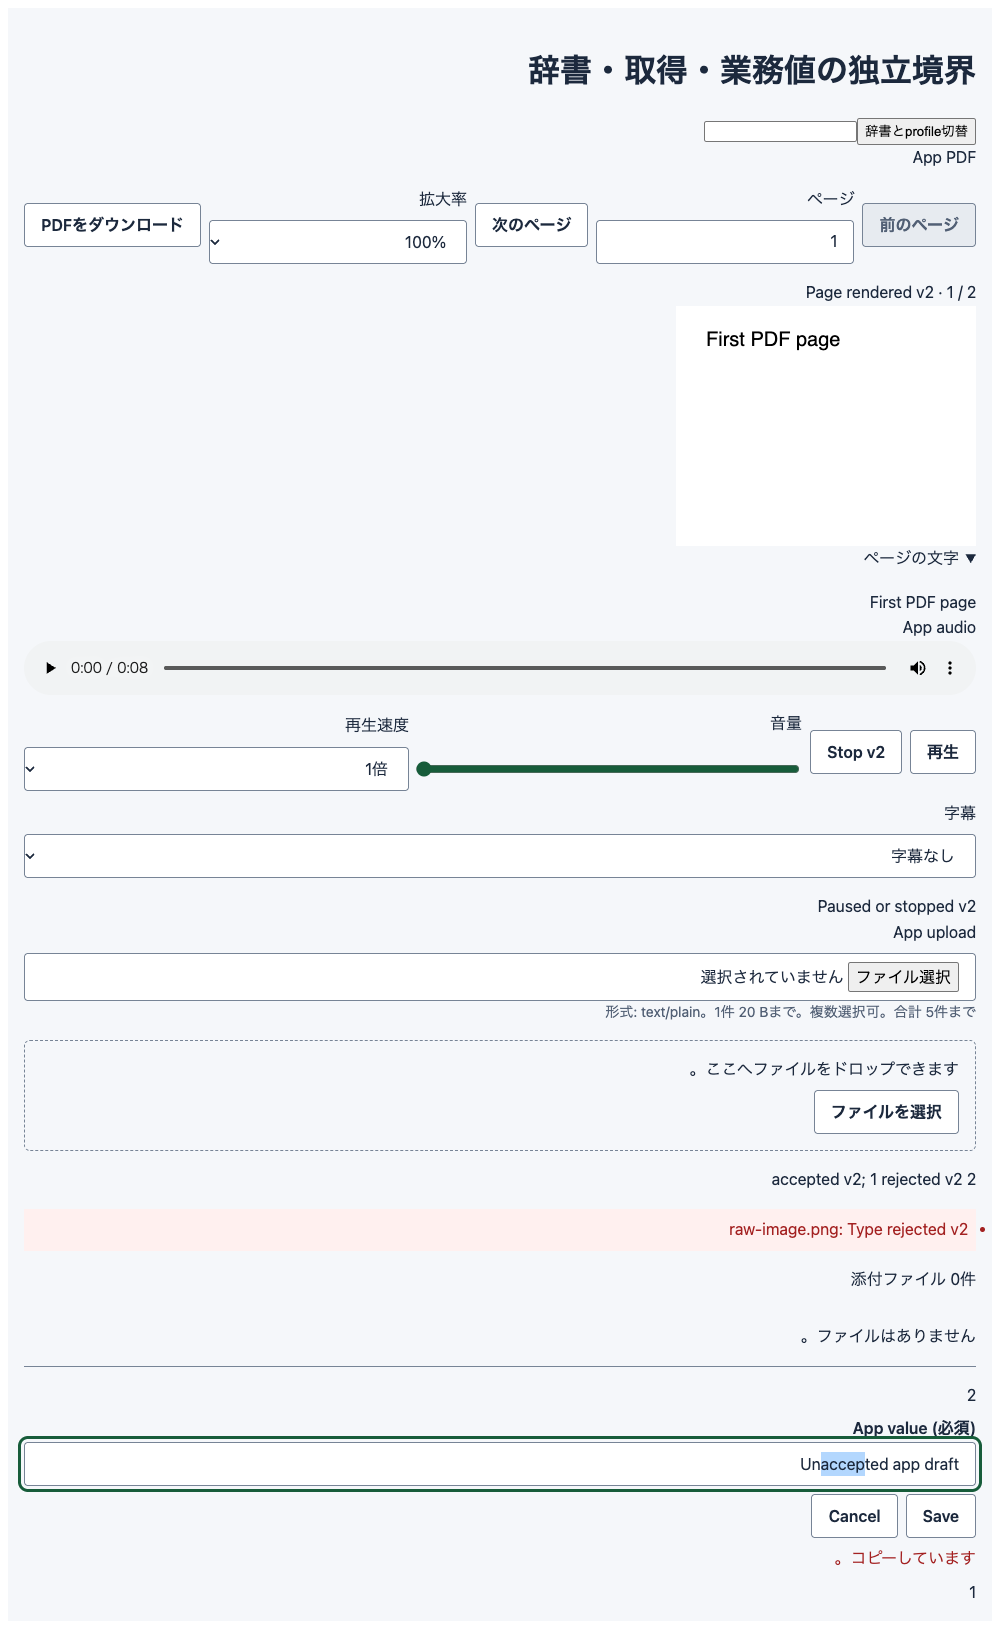 辞書・取得・業務値の独立境界
辞書とprofile切替
App PDF
前のページ
ページ
1
次のページ
拡大率
100%
PDFをダウンロード
Page rendered v2 · 1 / 2
First PDF page
ページの文字
First PDF page
App audio
0:00 / 0:08
再生
Stop v2
音量
再生速度
1倍
字幕
字幕なし
Paused or stopped v2
App upload
ファイル選択 選択されていません
形式: text/plain。1件 20 Bまで。複数選択可。合計 5件まで
ここへファイルをドロップできます。
ファイルを選択
2 accepted v2; 1 rejected v2
raw-image.png: Type rejected v2
添付ファイル 0件
ファイルはありません。
2
App value (必須)
Unaccepted app draft
Save
Cancel
コピーしています。
1